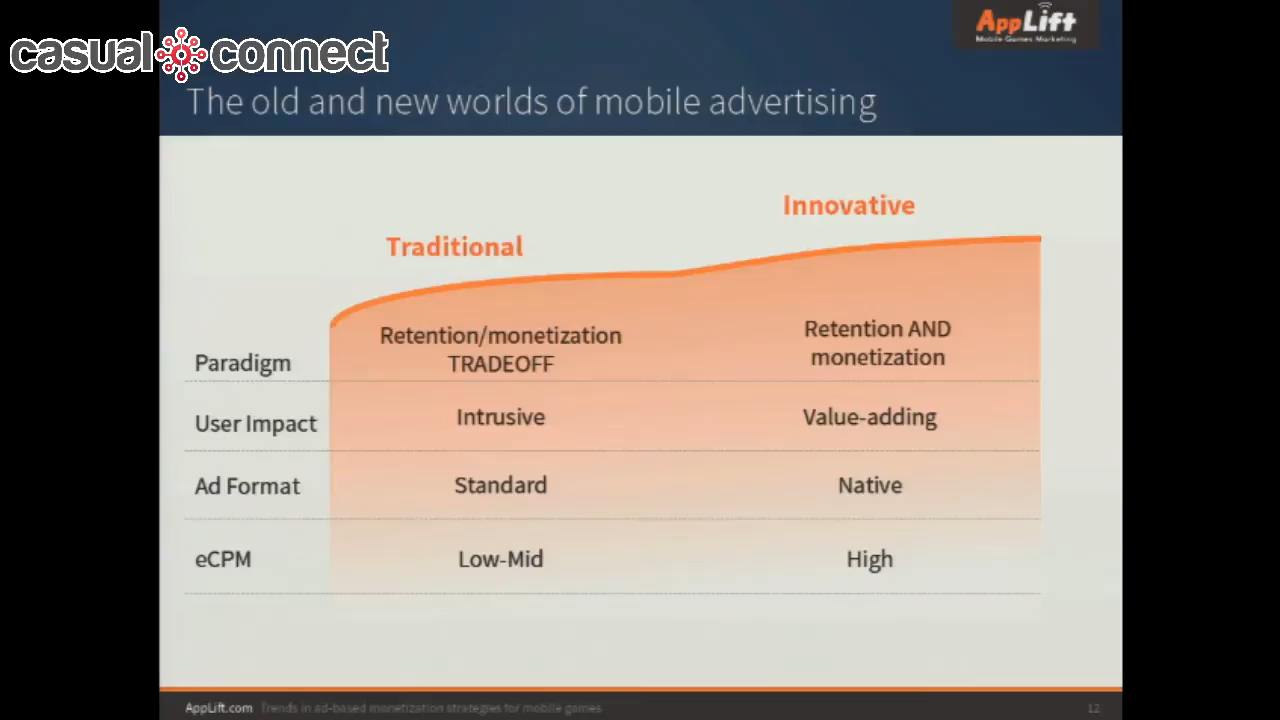 AppLift
Mobile Games Marketing
casual connect
The old and new worlds of mobile advertising
Innovative
Traditional
Paradigm
Retention/monetization
TRADEOFF
Retention AND
monetization
User Impact Intrusive Value-adding
Ad Format Standard Native
eCPM Low-Mid High
AppLift.com Trends in ad-based monetization strategies for mobile games 12